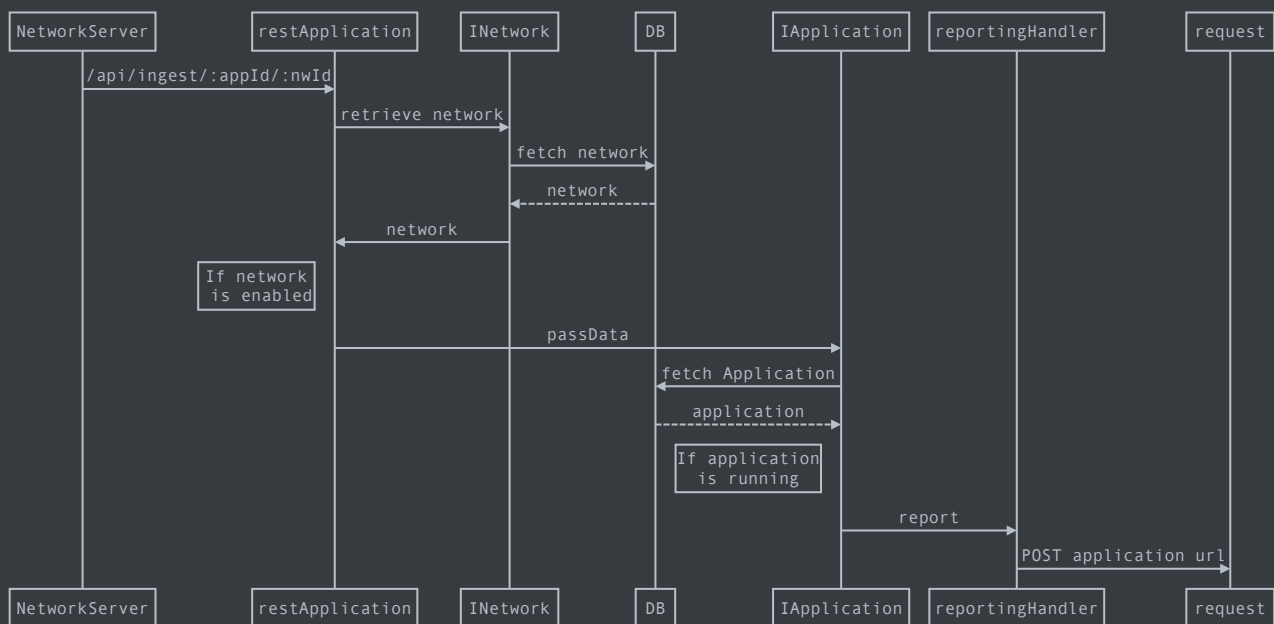 NetworkServer
restApplication
INetwork
DB
IApplication
reportingHandler
request
/api/ingest/:appId/:nwId
retrieve network
fetch network
network
network
If network
is enabled
passData
fetch Application
application
If application
is running
report
POST application url
NetworkServer
restApplication
INetwork
DB
IApplication
reportingHandler
request